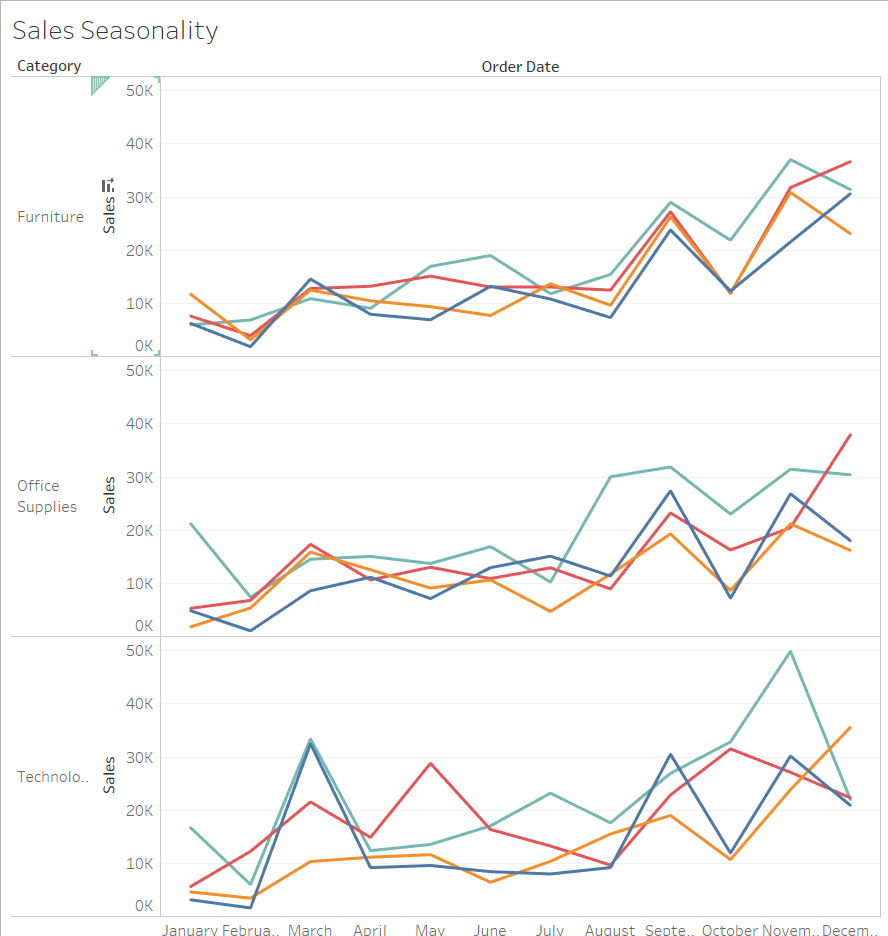 Sales Seasonality
Category
Order Date
Furniture
Sales
50K
40K
30K
20K
10K
0K
Office
Supplies
Sales
50K
40K
30K
20K
10K
0K
Technolo..
Sales
50K
40K
30K
20K
10K
0K
January Februa.. March April May June July August Septe.. October Novem.. Decem..